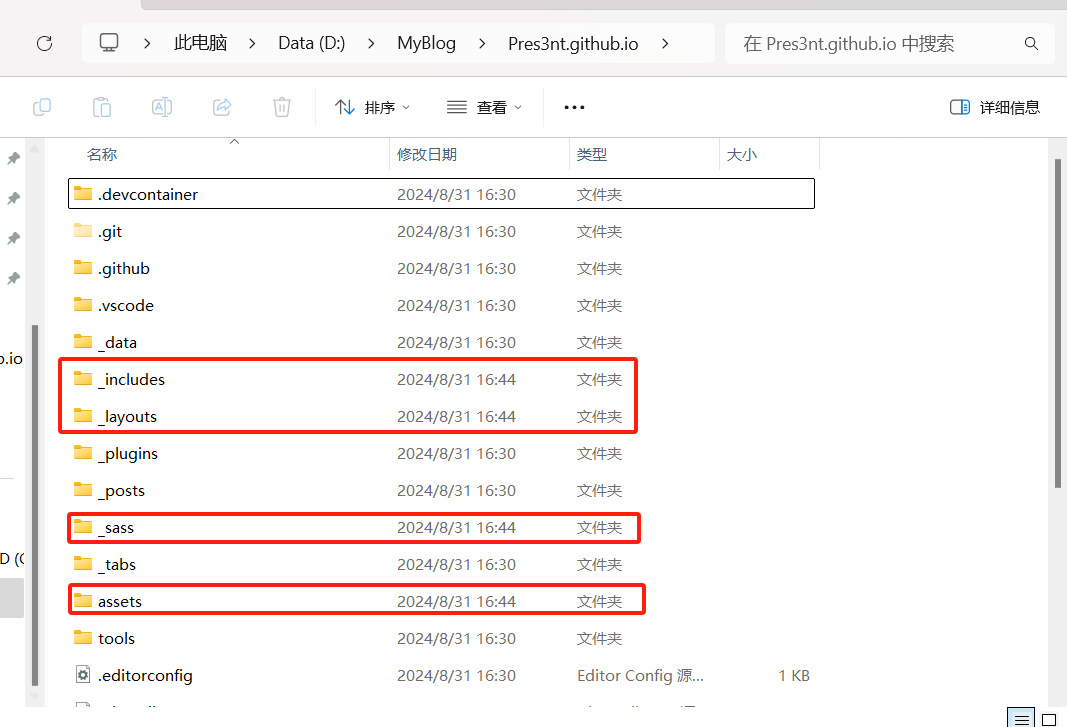 此电脑 Data (D:) MyBlog Pres3nt.github.io 在 Pres3nt.github.io 中搜索
排序 查看 详细信息
名称 修改日期 类型 大小
.devcontainer 2024/8/31 16:30 文件夹
.git 2024/8/31 16:30 文件夹
.github 2024/8/31 16:30 文件夹
.vscode 2024/8/31 16:30 文件夹
_data 2024/8/31 16:30 文件夹
.io
_includes 2024/8/31 16:44 文件夹
_layouts 2024/8/31 16:44 文件夹
_plugins 2024/8/31 16:30 文件夹
_posts 2024/8/31 16:30 文件夹
_sass 2024/8/31 16:44 文件夹
D (
_tabs 2024/8/31 16:30 文件夹
assets 2024/8/31 16:44 文件夹
tools 2024/8/31 16:30 文件夹
.editorconfig 2024/8/31 16:30 Editor Config 源... 1 KB